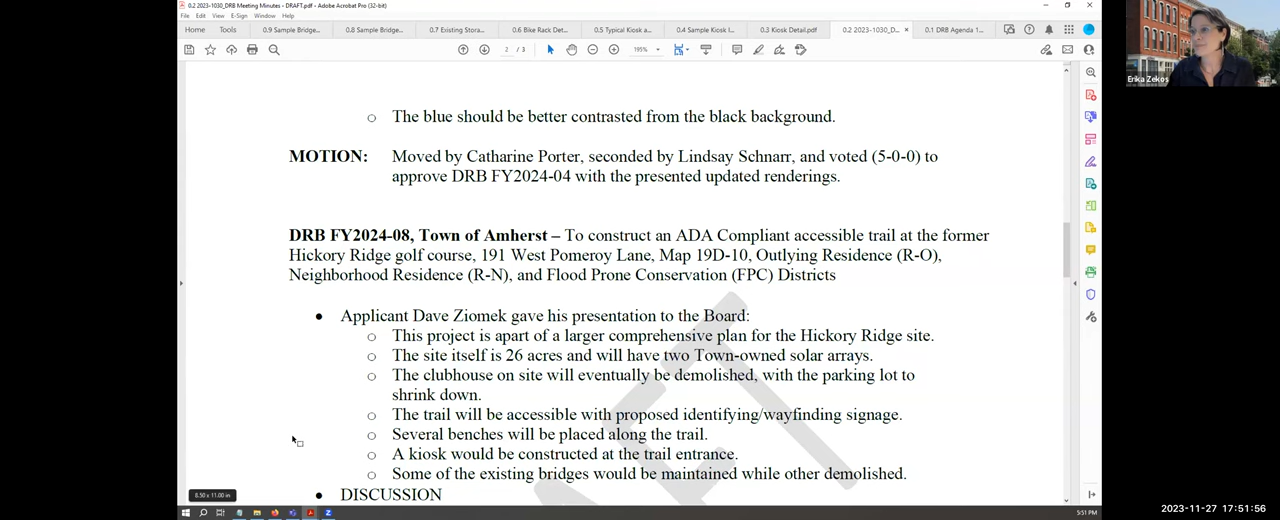 0.2 2023-1030_DRB Meeting Minutes - DRAFT.pdf - Adobe Acrobat Pro (32-bit)
File Edit View E-Sign Window Help
Home Tools 0.9 Sample Bridge... 0.8 Sample Bridge... 0.7 Existing Stora... 0.6 Bike Rack Det... 0.5 Typical Kiosk a... 0.4 Sample Kiosk I... 0.3 Kiosk Detail.pdf 0.2 2023-1030_D... × 0.1 DRB Agenda 1...
2 / 3 195%
Erika Zekos
○ The blue should be better contrasted from the black background.
MOTION: Moved by Catharine Porter, seconded by Lindsay Schnarr, and voted (5-0-0) to
approve DRB FY2024-04 with the presented updated renderings.
DRB FY2024-08, Town of Amherst – To construct an ADA Compliant accessible trail at the former
Hickory Ridge golf course, 191 West Pomeroy Lane, Map 19D-10, Outlying Residence (R-O),
Neighborhood Residence (R-N), and Flood Prone Conservation (FPC) Districts
• Applicant Dave Ziomek gave his presentation to the Board:
○ This project is apart of a larger comprehensive plan for the Hickory Ridge site.
○ The site itself is 26 acres and will have two Town-owned solar arrays.
○ The clubhouse on site will eventually be demolished, with the parking lot to
shrink down.
○ The trail will be accessible with proposed identifying/wayfinding signage.
○ Several benches will be placed along the trail.
○ A kiosk would be constructed at the trail entrance.
○ Some of the existing bridges would be maintained while other demolished.
• DISCUSSION
8.50 x 11.00 in
5:51 PM
2023-11-27 17:51:56